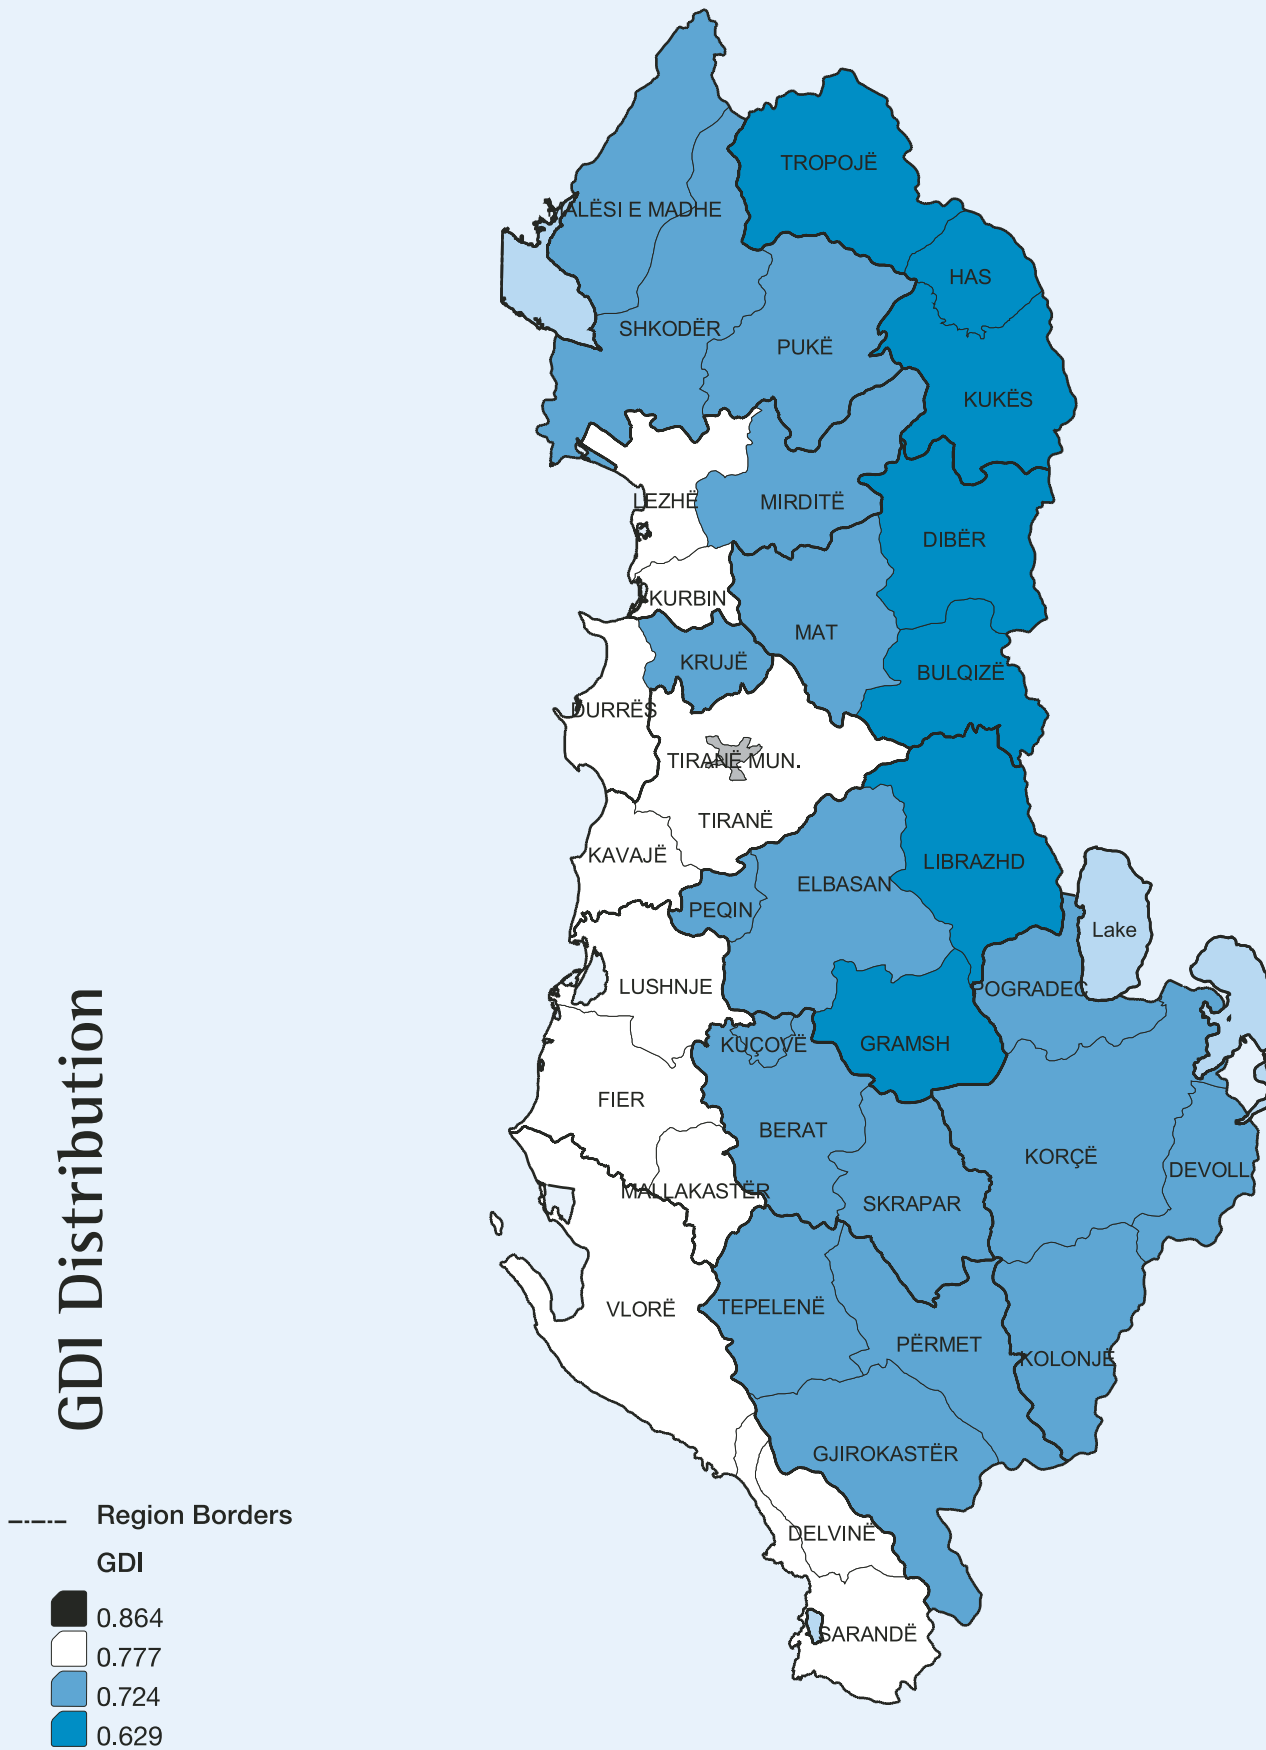 TROPOJË
MALËSI E MADHE
HAS
SHKODËR
PUKË
KUKËS
LEZHË
MIRDITË
DIBËR
KURBIN
MAT
KRUJË
BULQIZË
DURRËS
TIRANË MUN.
TIRANË
KAVAJË
LIBRAZHD
ELBASAN
PEQIN
Lake
LUSHNJE
POGRADEC
KUÇOVË
GRAMSH
FIER
BERAT
KORÇË
DEVOLL
MALLAKASTËR
SKRAPAR
VLORË
TEPELENË
PËRMET
KOLONJË
GJIROKASTËR
DELVINË
SARANDË
GDI Distribution
Region Borders
GDI
0.864
0.777
0.724
0.629